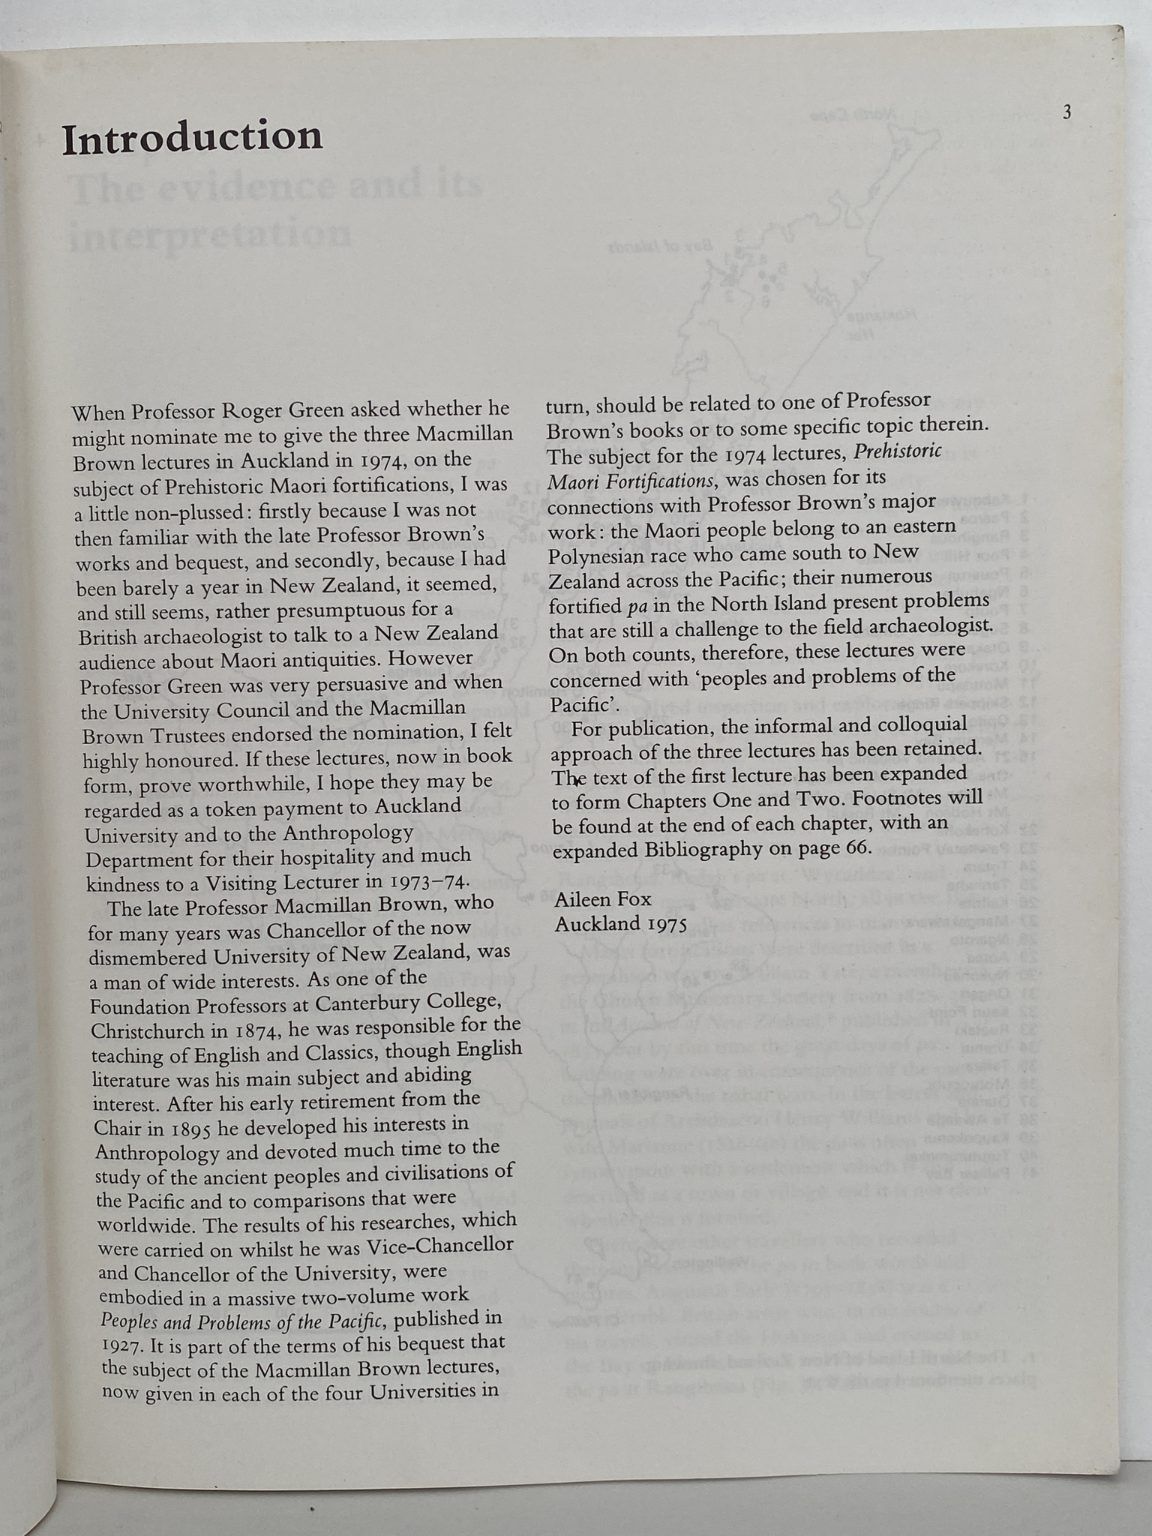 3
Introduction
The evidence and its
interpretation
When Professor Roger Green asked whether he
might nominate me to give the three Macmillan
Brown lectures in Auckland in 1974, on the
subject of Prehistoric Maori fortifications, I was
a little non-plussed: firstly because I was not
then familiar with the late Professor Brown's
works and bequest, and secondly, because I had
been barely a year in New Zealand, it seemed,
and still seems, rather presumptuous for a
British archaeologist to talk to a New Zealand
audience about Maori antiquities. However
Professor Green was very persuasive and when
the University Council and the Macmillan
Brown Trustees endorsed the nomination, I felt
highly honoured. If these lectures, now in book
form, prove worthwhile, I hope they may be
regarded as a token payment to Auckland
University and to the Anthropology
Department for their hospitality and much
kindness to a Visiting Lecturer in 1973–74.
The late Professor Macmillan Brown, who
for many years was Chancellor of the now
dismembered University of New Zealand, was
a man of wide interests. As one of the
Foundation Professors at Canterbury College,
Christchurch in 1874, he was responsible for the
teaching of English and Classics, though English
literature was his main subject and abiding
interest. After his early retirement from the
Chair in 1895 he developed his interests in
Anthropology and devoted much time to the
study of the ancient peoples and civilisations of
the Pacific and to comparisons that were
worldwide. The results of his researches, which
were carried on whilst he was Vice-Chancellor
and Chancellor of the University, were
embodied in a massive two-volume work
Peoples and Problems of the Pacific, published in
1927. It is part of the terms of his bequest that
the subject of the Macmillan Brown lectures,
now given in each of the four Universities in
turn, should be related to one of Professor
Brown's books or to some specific topic therein.
The subject for the 1974 lectures, Prehistoric
Maori Fortifications, was chosen for its
connections with Professor Brown's major
work: the Maori people belong to an eastern
Polynesian race who came south to New
Zealand across the Pacific; their numerous
fortified pa in the North Island present problems
that are still a challenge to the field archaeologist.
On both counts, therefore, these lectures were
concerned with 'peoples and problems of the
Pacific'.
For publication, the informal and colloquial
approach of the three lectures has been retained.
The text of the first lecture has been expanded
to form Chapters One and Two. Footnotes will
be found at the end of each chapter, with an
expanded Bibliography on page 66.
Aileen Fox
Auckland 1975